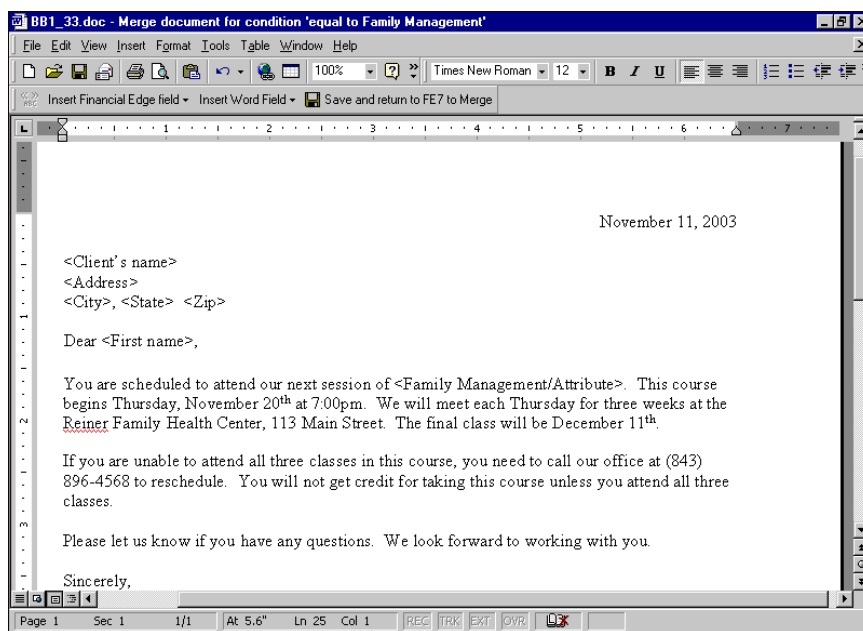 BB1_33.doc - Merge document for condition 'equal to Family Management'
File Edit View Insert Format Tools Table Window Help
100% Times New Roman 12 B I U
Insert Financial Edge field Insert Word Field Save and return to FE7 to Merge
1 2 3 4 5 6 7
November 11, 2003
<Client's name>
<Address>
<City>, <State> <Zip>
1
Dear <First name>,
You are scheduled to attend our next session of <Family Management/Attribute>. This course
begins Thursday, November 20th at 7:00pm. We will meet each Thursday for three weeks at the
2
Reiner Family Health Center, 113 Main Street. The final class will be December 11th.
If you are unable to attend all three classes in this course, you need to call our office at (843)
896-4568 to reschedule. You will not get credit for taking this course unless you attend all three
classes.
3
Please let us know if you have any questions. We look forward to working with you.
Sincerely,
Page 1 Sec 1 1/1 At 5.6" Ln 25 Col 1 REC TRK EXT OVR